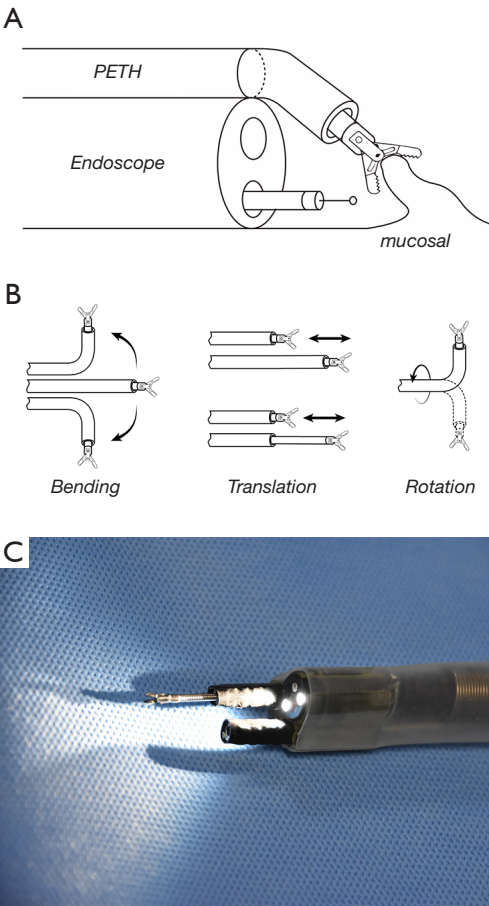 A
PETH
Endoscope
mucosal
B
Bending
Translation
Rotation
C